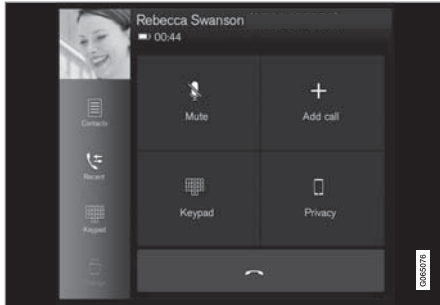 Rebecca Swanson
00:44
Mute
Add call
Contacts
Recent
Keypad
Privacy
Keypad
G065076